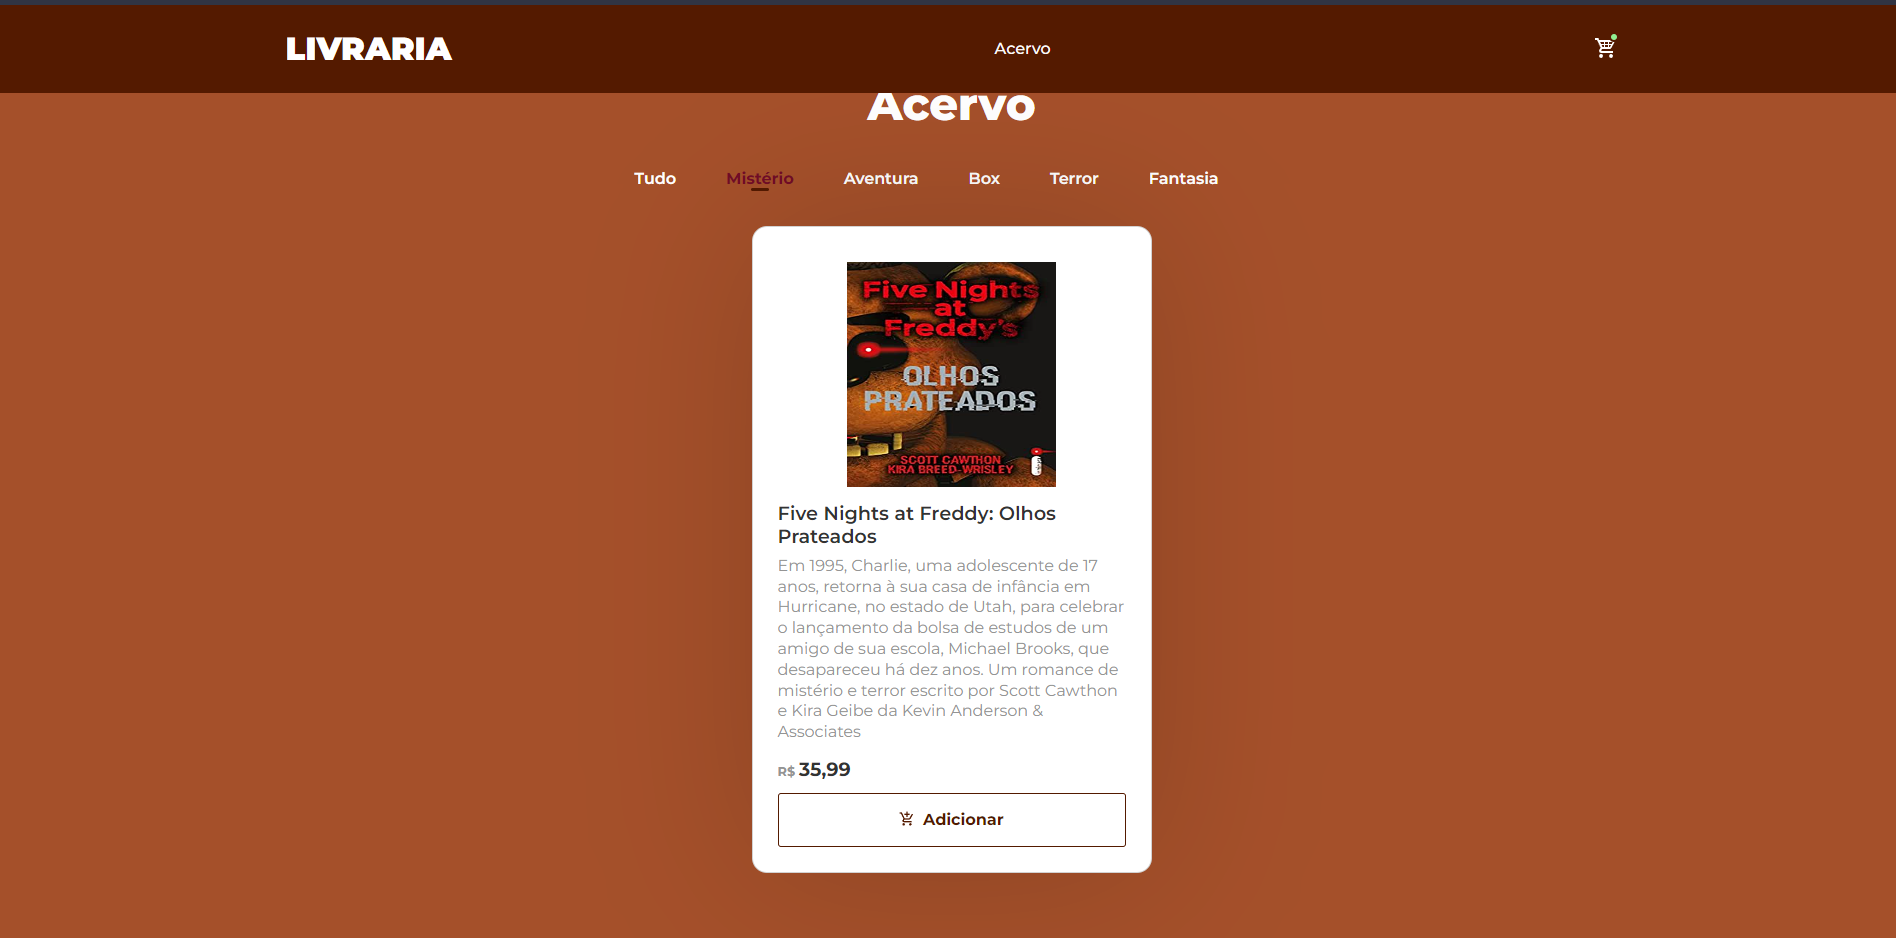 LIVRARIA
Acervo
Acervo
Tudo
Mistério
Aventura
Box
Terror
Fantasia
Five Nights
at
Freddy's
OLHOS
PRATEADOS
SCOTT CAWTHON
KIRA BREED-WRISLEY
Five Nights at Freddy: Olhos
Prateados
Em 1995, Charlie, uma adolescente de 17
anos, retorna à sua casa de infância em
Hurricane, no estado de Utah, para celebrar
o lançamento da bolsa de estudos de um
amigo de sua escola, Michael Brooks, que
desapareceu há dez anos. Um romance de
mistério e terror escrito por Scott Cawthon
e Kira Geibe da Kevin Anderson &
Associates
R$ 35,99
Adicionar